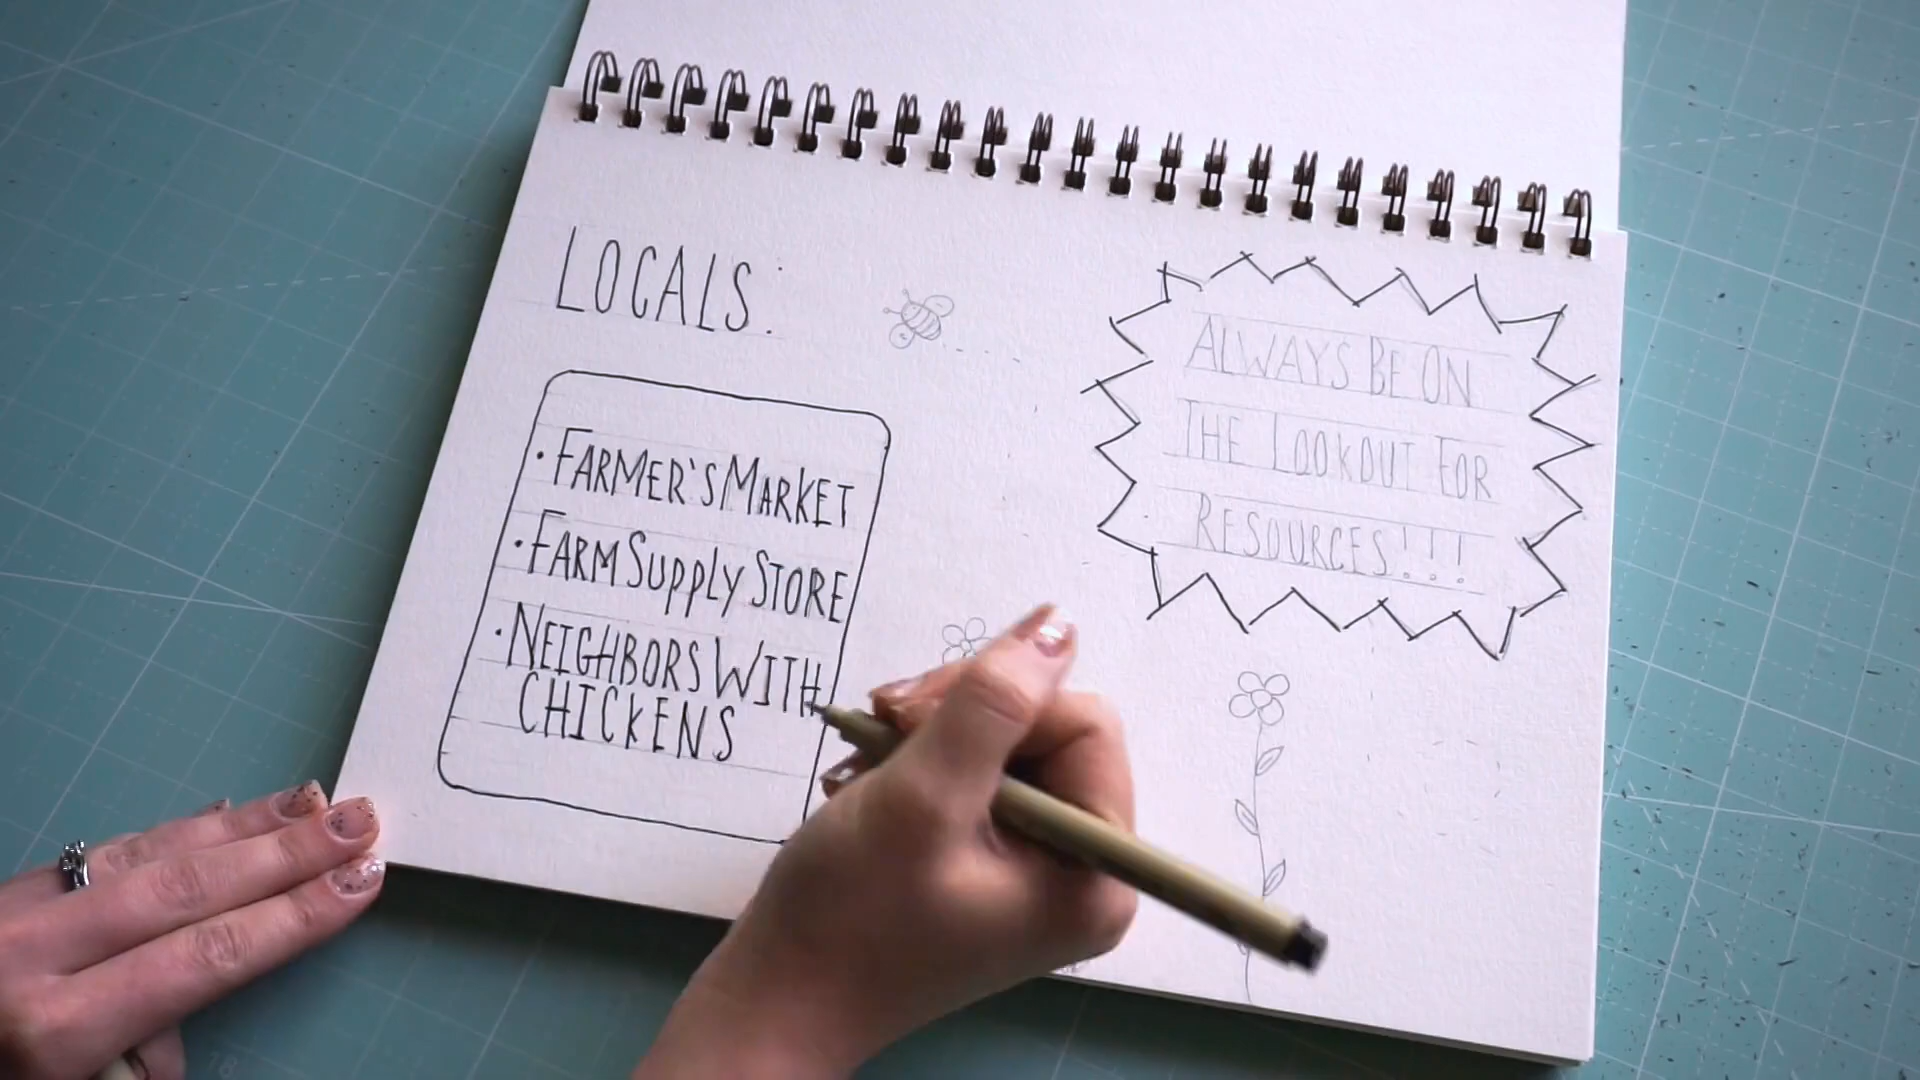 LOCALS:
• FARMER'S MARKET
• FARM SUPPLY STORE
• NEIGHBORS WITH
CHICKENS
ALWAYS BE ON
THE LOOKOUT FOR
RESOURCES!!!